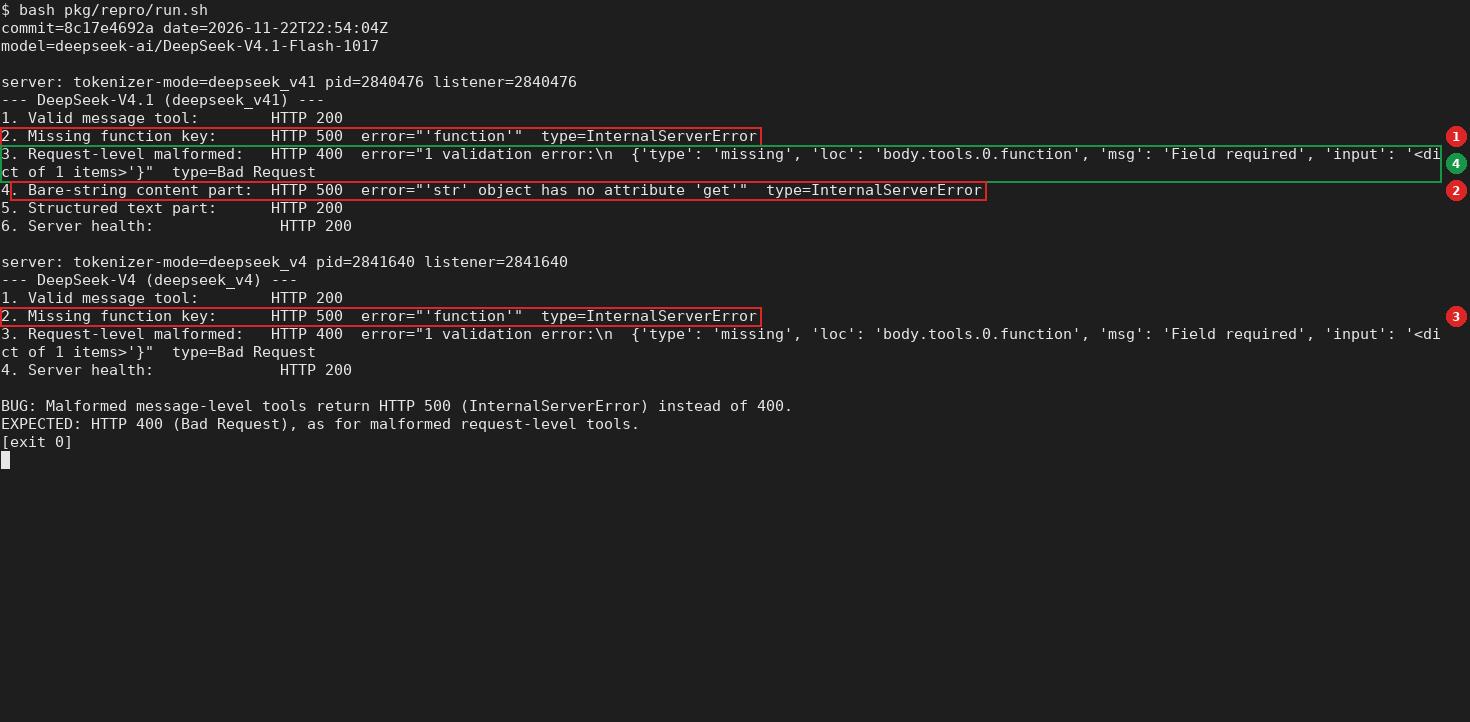 $ bash pkg/repro/run.sh
commit=8c17e4692a date=2026-11-22T22:54:04Z
model=deepseek-ai/DeepSeek-V4.1-Flash-1017
server: tokenizer-mode=deepseek_v41 pid=2840476 listener=2840476
--- DeepSeek-V4.1 (deepseek_v41) ---
1. Valid message tool:        HTTP 200
2. Missing function key:      HTTP 500  error="'function'"  type=InternalServerError 1
3. Request-level malformed:   HTTP 400  error="1 validation error:\n  {'type': 'missing', 'loc': 'body.tools.0.function', 'msg': 'Field required', 'input': '<di
ct of 1 items>'}"  type=Bad Request 4
4. Bare-string content part:  HTTP 500  error="'str' object has no attribute 'get'"  type=InternalServerError 2
5. Structured text part:      HTTP 200
6. Server health:              HTTP 200
server: tokenizer-mode=deepseek_v4 pid=2841640 listener=2841640
--- DeepSeek-V4 (deepseek_v4) ---
1. Valid message tool:        HTTP 200
2. Missing function key:      HTTP 500  error="'function'"  type=InternalServerError 3
3. Request-level malformed:   HTTP 400  error="1 validation error:\n  {'type': 'missing', 'loc': 'body.tools.0.function', 'msg': 'Field required', 'input': '<di
ct of 1 items>'}"  type=Bad Request
4. Server health:              HTTP 200
BUG: Malformed message-level tools return HTTP 500 (InternalServerError) instead of 400.
EXPECTED: HTTP 400 (Bad Request), as for malformed request-level tools.
[exit 0]